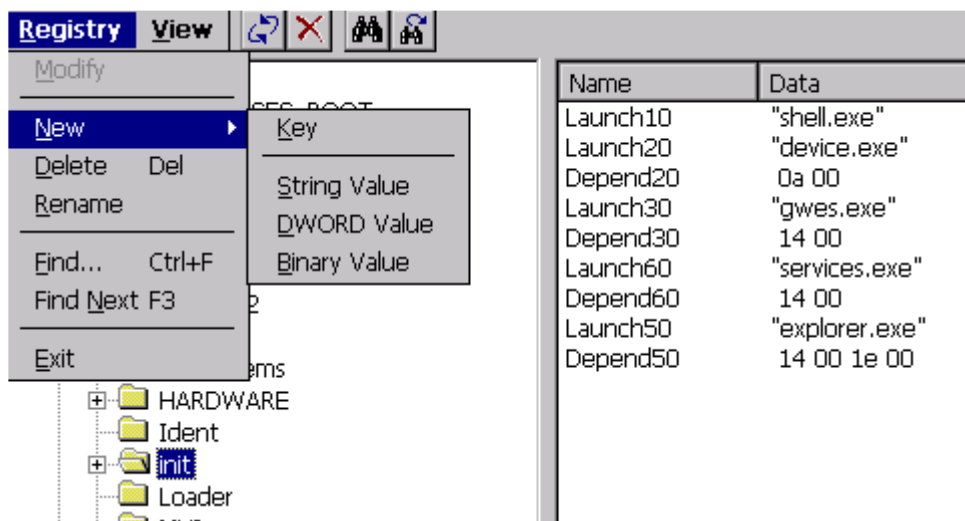 Registry View
Modify
New
Delete Del
Rename
Find... Ctrl+F
Find Next F3
Exit
Key
String Value
DWORD Value
Binary Value
HARDWARE
Ident
init
Loader
Name Data
Launch10 "shell.exe"
Launch20 "device.exe"
Depend20 0a 00
Launch30 "gwes.exe"
Depend30 14 00
Launch60 "services.exe"
Depend60 14 00
Launch50 "explorer.exe"
Depend50 14 00 1e 00